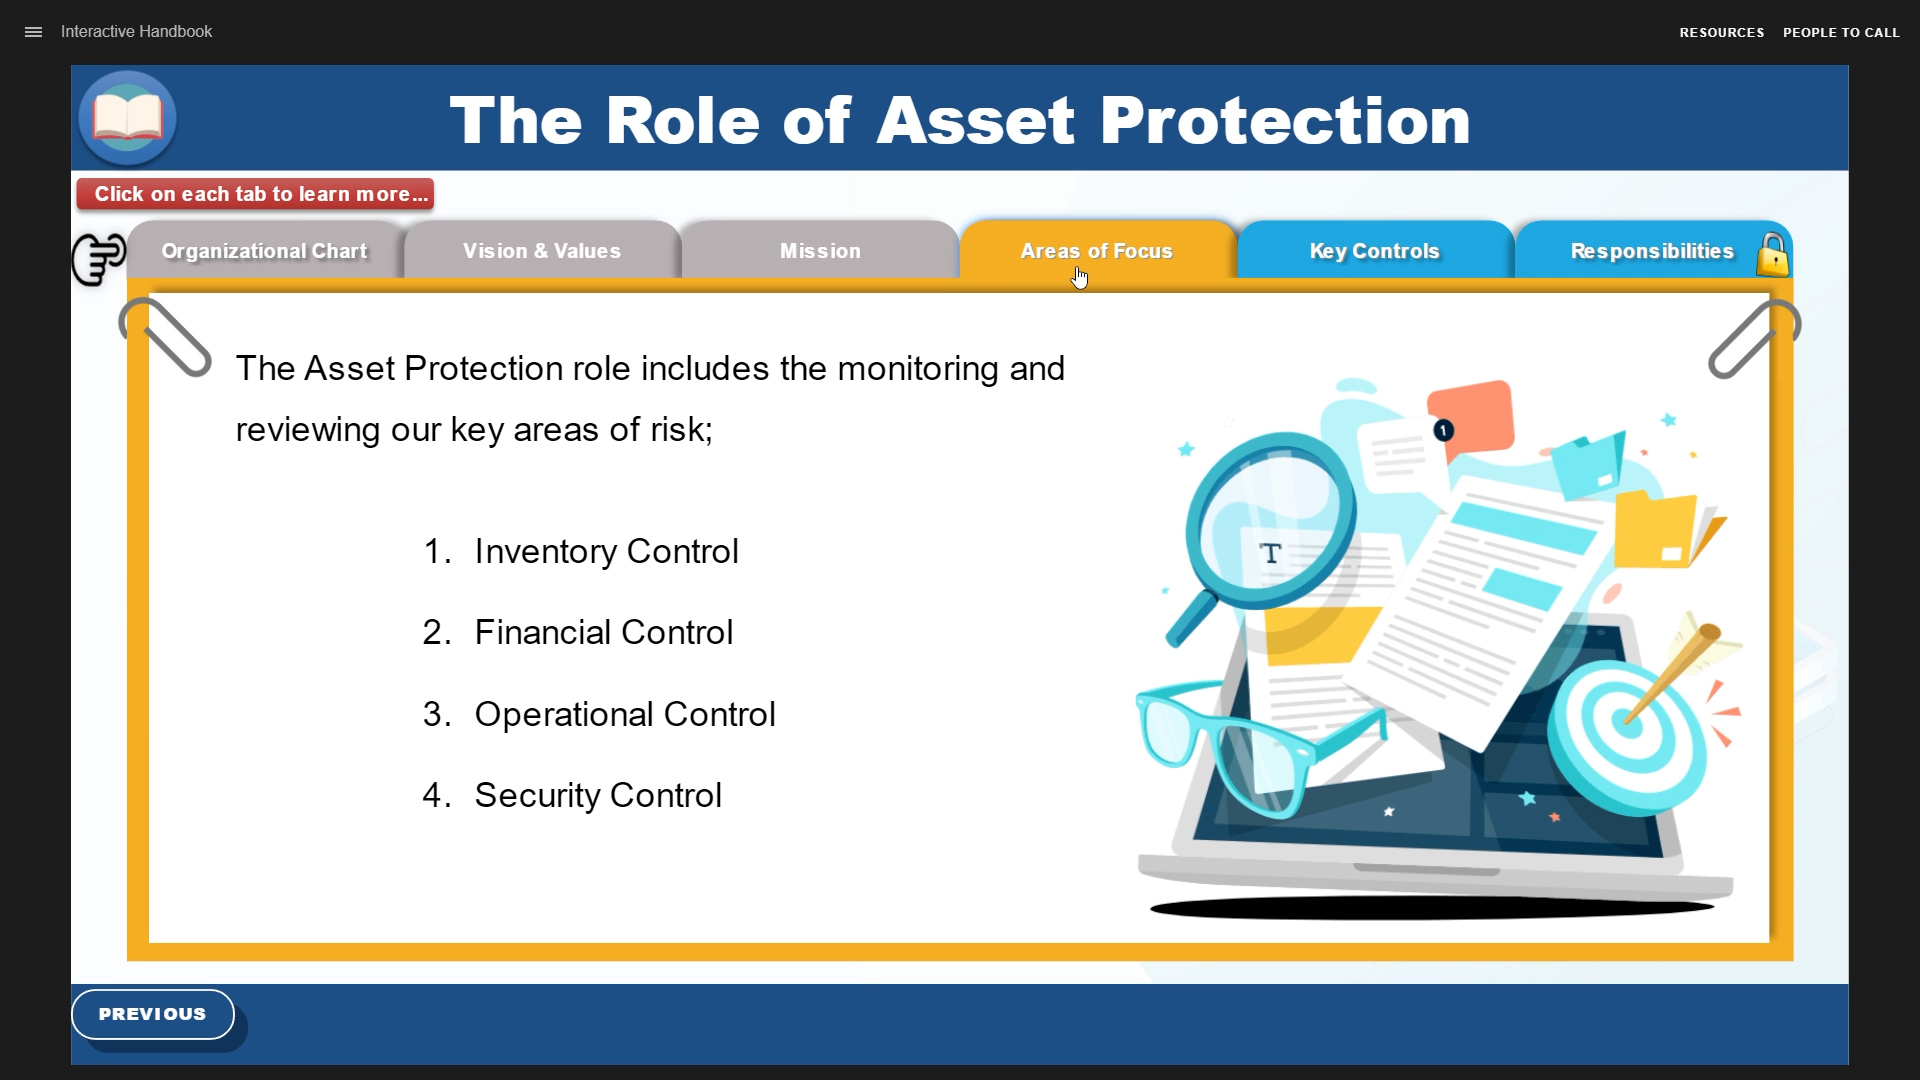 Interactive Handbook
RESOURCES PEOPLE TO CALL
The Role of Asset Protection
Click on each tab to learn more...
Organizational Chart
Vision & Values
Mission
Areas of Focus
Key Controls
Responsibilities
The Asset Protection role includes the monitoring and
reviewing our key areas of risk;
1. Inventory Control
2. Financial Control
3. Operational Control
4. Security Control
1
T
PREVIOUS